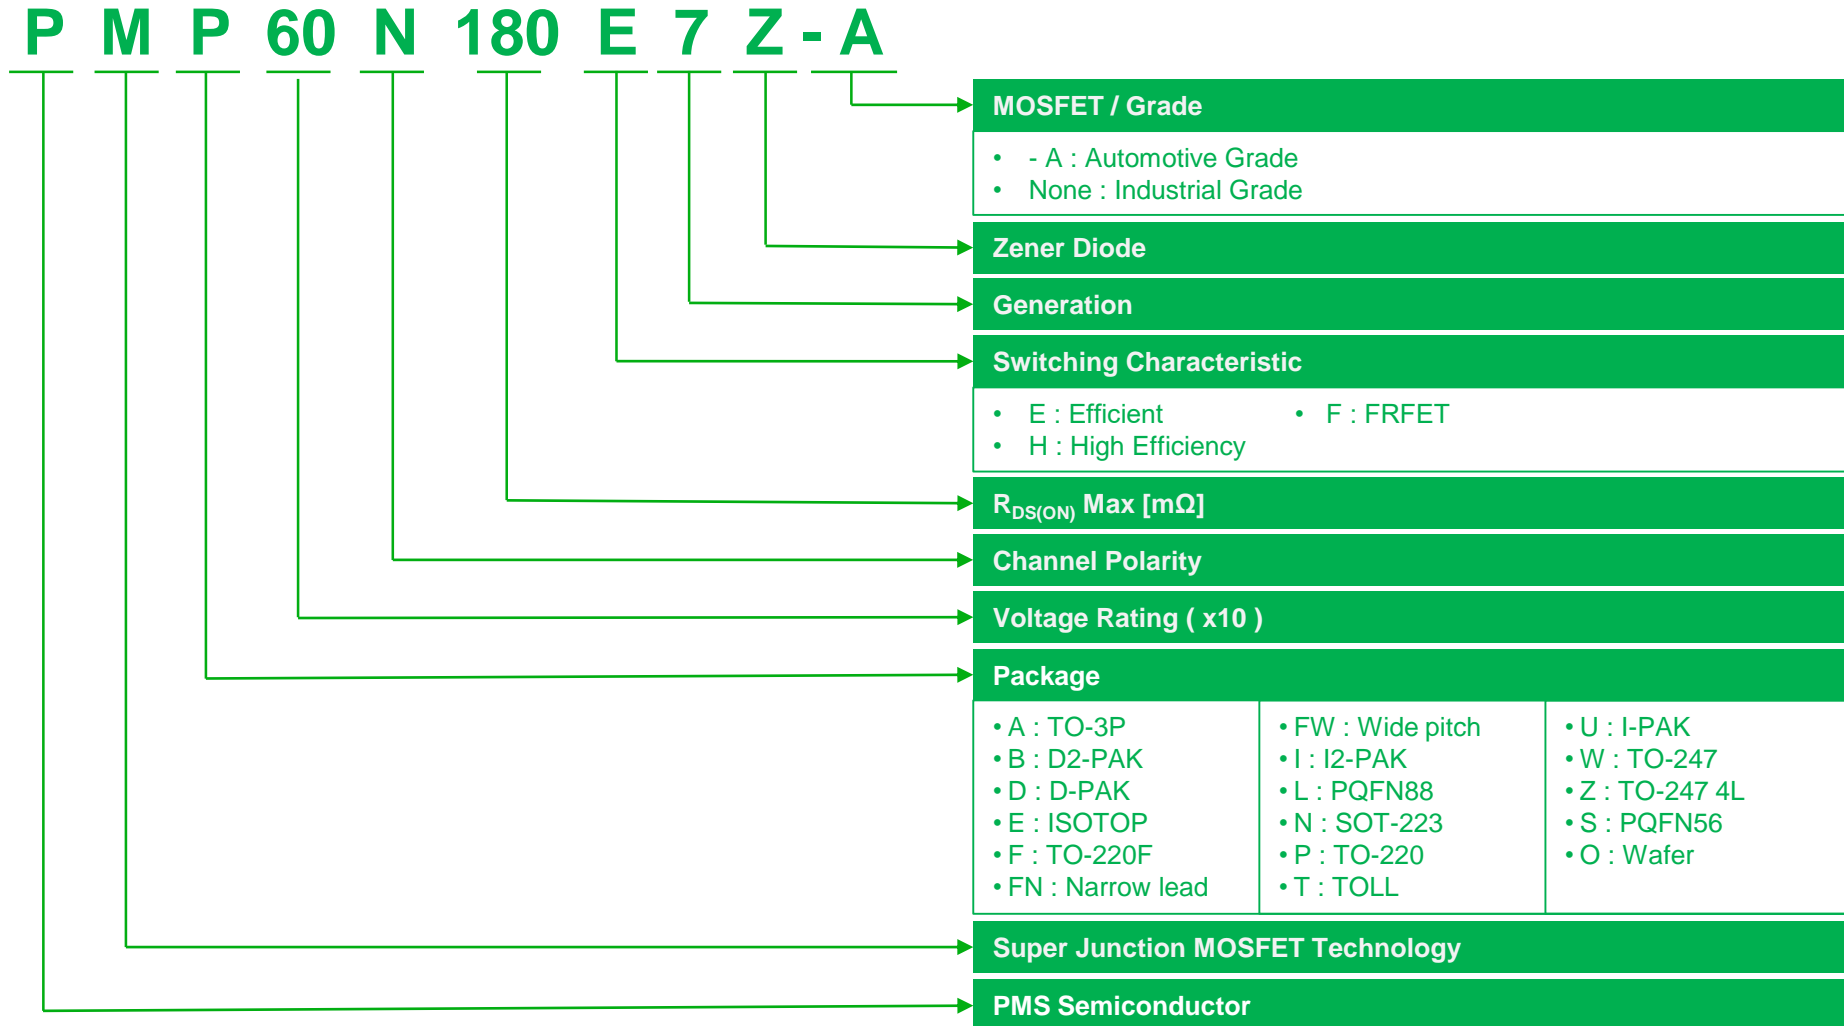 P M P 60 N 180 E 7 Z - A
MOSFET / Grade
• - A : Automotive Grade
• None : Industrial Grade
Zener Diode
Generation
Switching Characteristic
• E : Efficient • F : FRFET
• H : High Efficiency
RDS(ON) Max [mΩ]
Channel Polarity
Voltage Rating ( x10 )
Package
• A : TO-3P
• B : D2-PAK
• D : D-PAK
• E : ISOTOP
• F : TO-220F
• FN : Narrow lead
• FW : Wide pitch
• I : I2-PAK
• L : PQFN88
• N : SOT-223
• P : TO-220
• T : TOLL
• U : I-PAK
• W : TO-247
• Z : TO-247 4L
• S : PQFN56
• O : Wafer
Super Junction MOSFET Technology
PMS Semiconductor